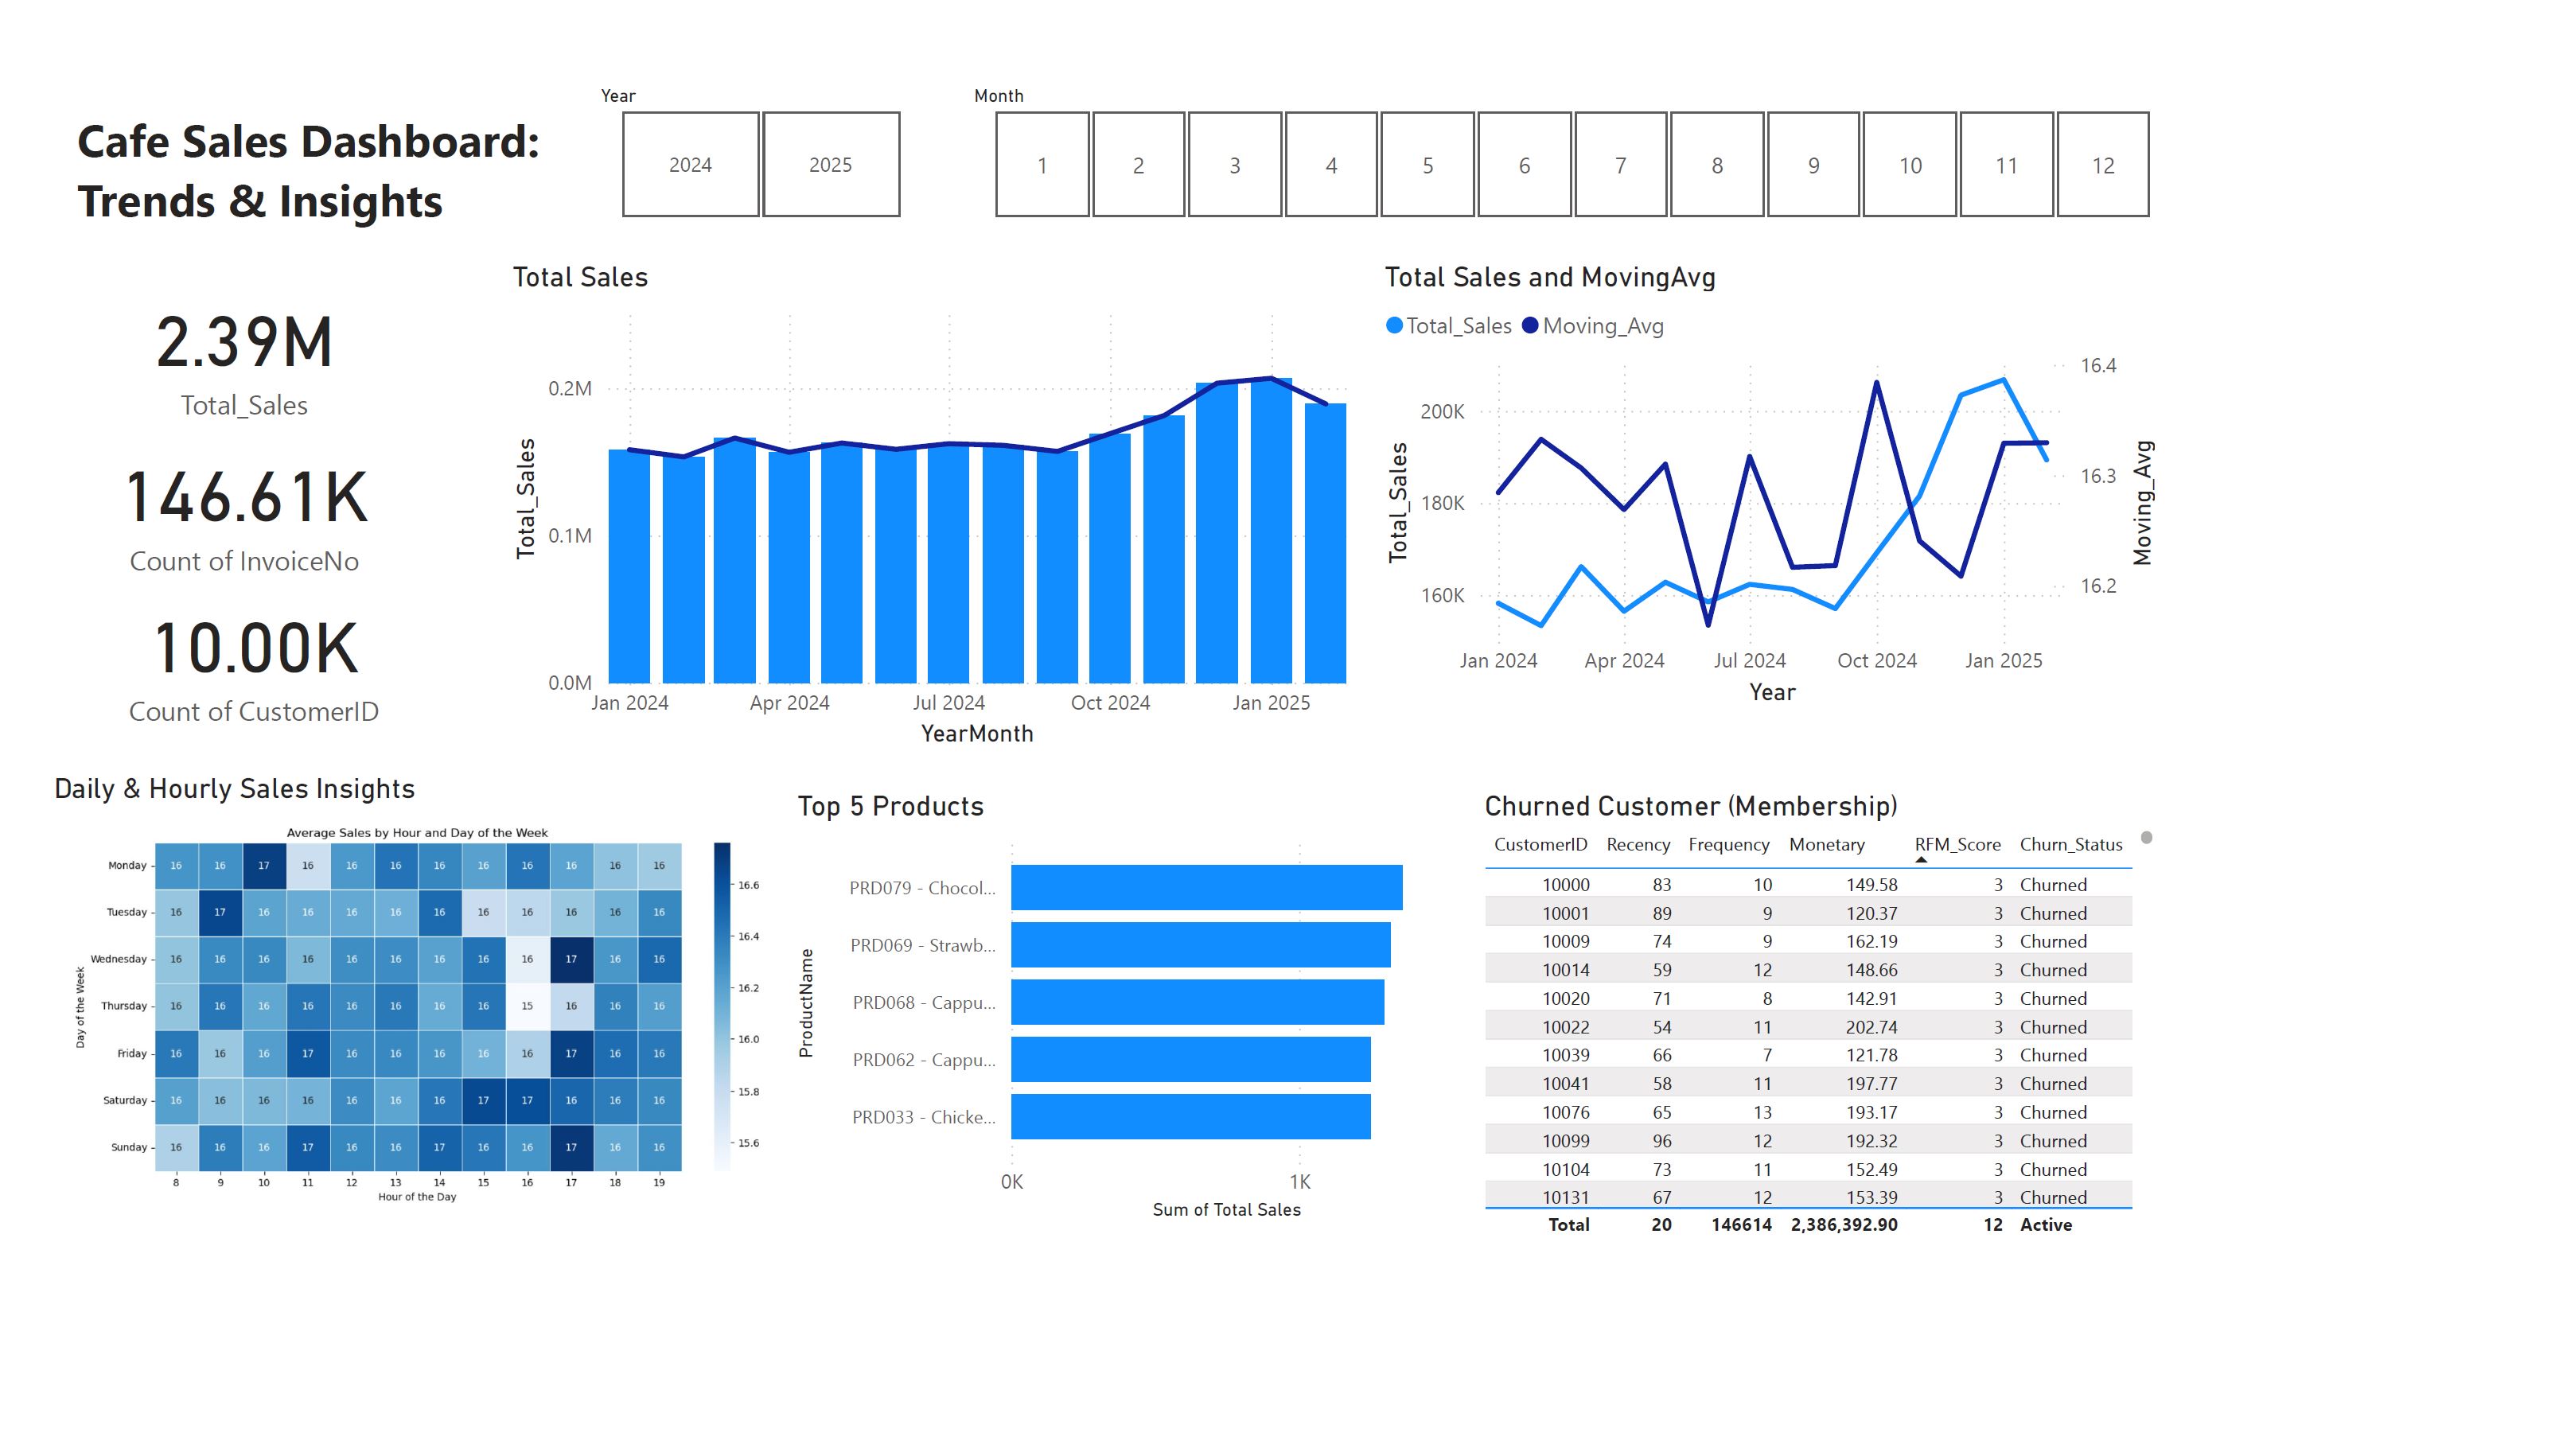 Year
Month
Cafe Sales Dashboard:
Trends & Insights
2024 2025
1 2 3 4 5 6 7 8 9 10 11 12
2.39M
Total_Sales
146.61K
Count of InvoiceNo
10.00K
Count of CustomerID
Total Sales
Total_Sales
0.2M
0.1M
0.0M
Jan 2024 Apr 2024 Jul 2024 Oct 2024 Jan 2025
YearMonth
Total Sales and MovingAvg
Total_Sales Moving_Avg
Total_Sales
200K
180K
160K
16.4
16.3
16.2
Moving_Avg
Jan 2024 Apr 2024 Jul 2024 Oct 2024 Jan 2025
Year
Daily & Hourly Sales Insights
Average Sales by Hour and Day of the Week
Day of the Week
Monday 16 16 17 16 16 16 16 16 16 16 16 16
Tuesday 16 17 16 16 16 16 16 16 16 16 16 16
Wednesday 16 16 16 16 16 16 16 16 16 17 16 16
Thursday 16 16 16 16 16 16 16 16 15 16 16 16
Friday 16 16 16 17 16 16 16 16 16 17 16 16
Saturday 16 16 16 16 16 16 16 17 17 16 16 16
Sunday 16 16 16 17 16 16 17 16 16 17 16 16
8 9 10 11 12 13 14 15 16 17 18 19
Hour of the Day
16.6
16.4
16.2
16.0
15.8
15.6
Top 5 Products
ProductName
PRD079 - Chocol...
PRD069 - Strawb...
PRD068 - Cappu...
PRD062 - Cappu...
PRD033 - Chicke...
0K 1K
Sum of Total Sales
Churned Customer (Membership)
CustomerID Recency Frequency Monetary RFM_Score Churn_Status
10000 83 10 149.58 3 Churned
10001 89 9 120.37 3 Churned
10009 74 9 162.19 3 Churned
10014 59 12 148.66 3 Churned
10020 71 8 142.91 3 Churned
10022 54 11 202.74 3 Churned
10039 66 7 121.78 3 Churned
10041 58 11 197.77 3 Churned
10076 65 13 193.17 3 Churned
10099 96 12 192.32 3 Churned
10104 73 11 152.49 3 Churned
10131 67 12 153.39 3 Churned
Total 20 146614 2,386,392.90 12 Active